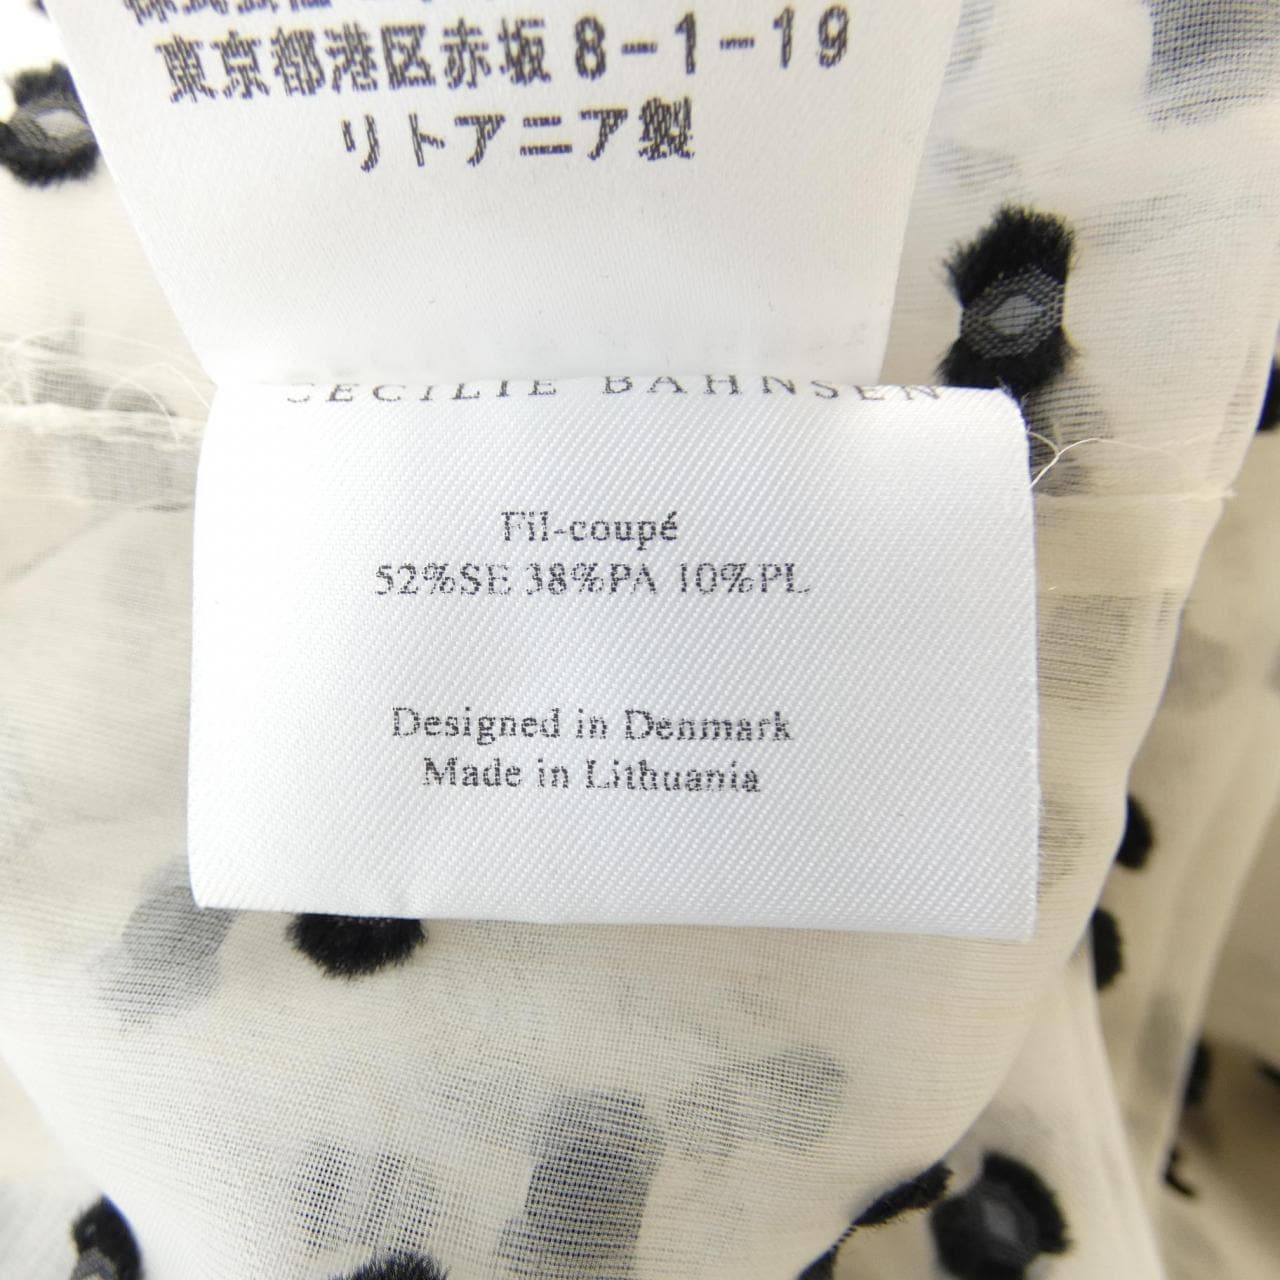 東京都港区赤坂8-1-19
リトアニア製
CECILIE BAHNSEN
Fil-coupé
52%SE 38%PA 10%PL
Designed in Denmark
Made in Lithuania